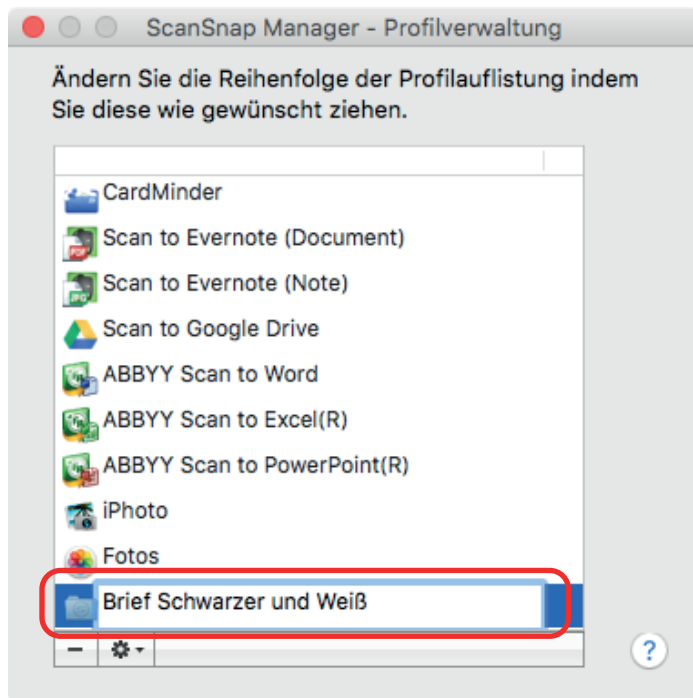 ScanSnap Manager - Profilverwaltung
Ändern Sie die Reihenfolge der Profilauflistung indem
Sie diese wie gewünscht ziehen.
CardMinder
Scan to Evernote (Document)
Scan to Evernote (Note)
Scan to Google Drive
ABBYY Scan to Word
ABBYY Scan to Excel(R)
ABBYY Scan to PowerPoint(R)
iPhoto
Fotos
Brief Schwarzer und Weiß
?